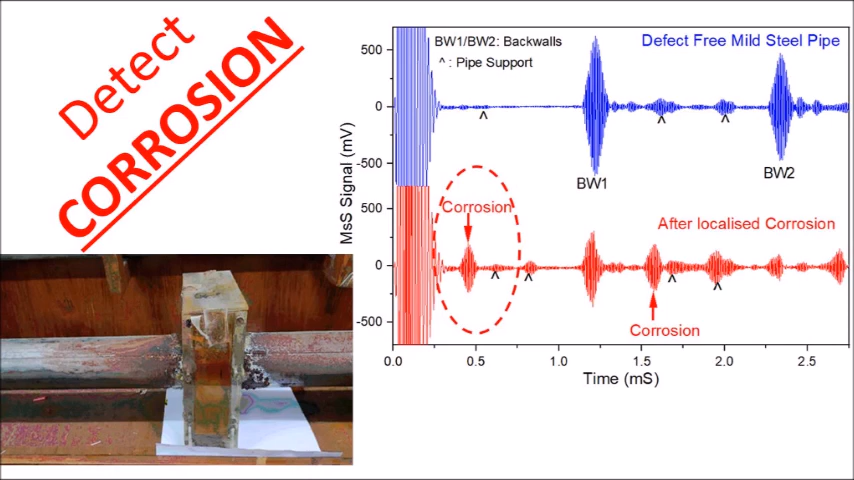 Detect
CORROSION
BW1/BW2: Backwalls
^ : Pipe Support
Defect Free Mild Steel Pipe
500
0
-500
^
^
^
BW1
BW2
MsS Signal (mV)
500
0
-500
Corrosion
After localised Corrosion
^
^
^
^
Corrosion
0.0
0.5
1.0
1.5
2.0
2.5
Time (mS)